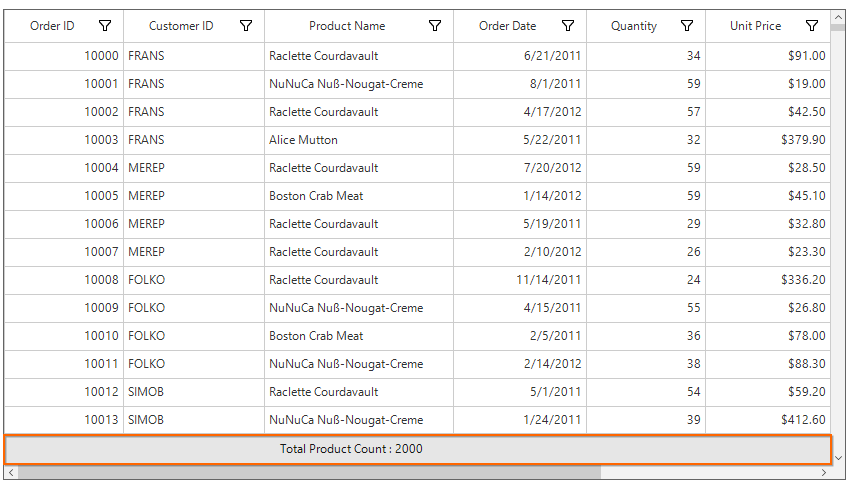 Order ID Customer ID Product Name Order Date Quantity Unit Price
10000 FRANS Raclette Courdavault 6/21/2011 34 $91.00
10001 FRANS NuNuCa Nuß-Nougat-Creme 8/1/2011 59 $19.00
10002 FRANS Raclette Courdavault 4/17/2012 57 $42.50
10003 FRANS Alice Mutton 5/22/2011 32 $379.90
10004 MEREP Raclette Courdavault 7/20/2012 59 $28.50
10005 MEREP Boston Crab Meat 1/14/2012 59 $45.10
10006 MEREP Raclette Courdavault 5/19/2011 29 $32.80
10007 MEREP Raclette Courdavault 2/10/2012 26 $23.30
10008 FOLKO Raclette Courdavault 11/14/2011 24 $336.20
10009 FOLKO NuNuCa Nuß-Nougat-Creme 4/15/2011 55 $26.80
10010 FOLKO Boston Crab Meat 2/5/2011 36 $78.00
10011 FOLKO NuNuCa Nuß-Nougat-Creme 2/14/2012 38 $88.30
10012 SIMOB Raclette Courdavault 5/1/2011 54 $59.20
10013 SIMOB NuNuCa Nuß-Nougat-Creme 1/24/2011 39 $412.60
Total Product Count : 2000